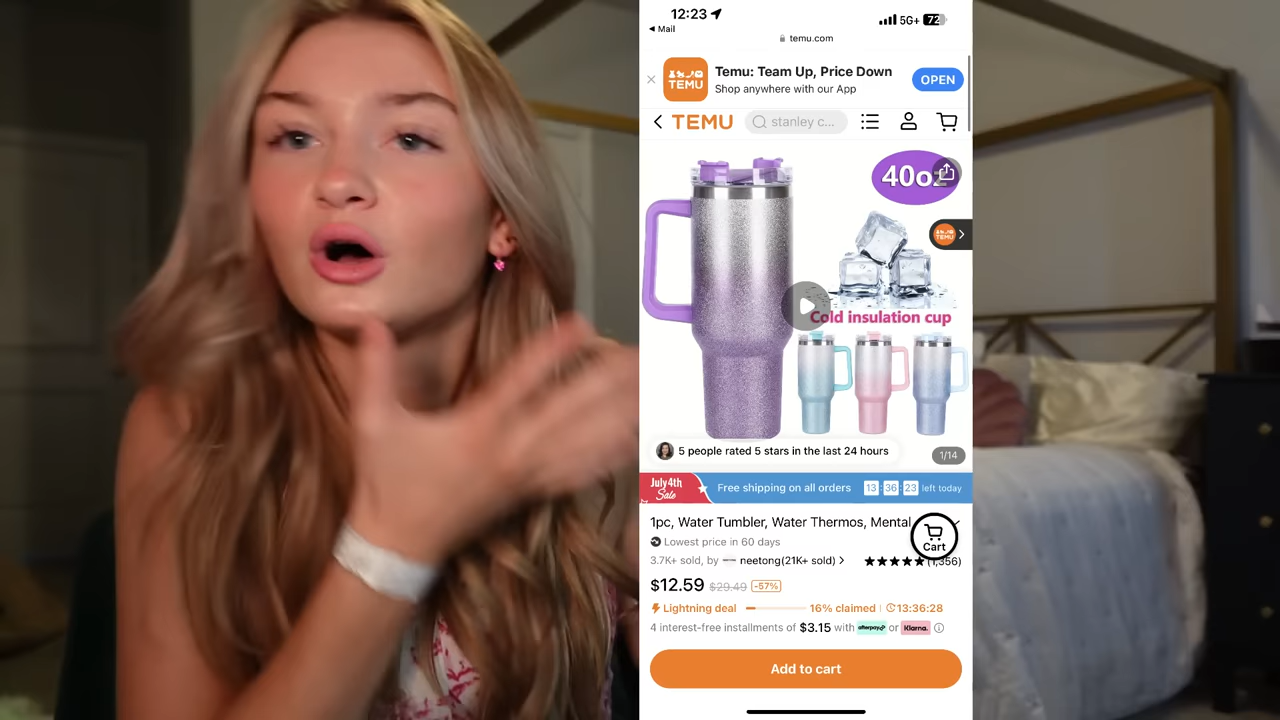 12:23
5G+ 72
Mail
temu.com
TEMU
Temu: Team Up, Price Down
Shop anywhere with our App
OPEN
TEMU
stanley c...
40oz
TEMU
Cold insulation cup
5 people rated 5 stars in the last 24 hours
1/14
July4th
Sale
Free shipping on all orders 13 36 23 left today
1pc, Water Tumbler, Water Thermos, Mental
Cart
Lowest price in 60 days
3.7K+ sold, by neetong(21K+ sold) (1,356)
$12.59 $29.49 -57%
Lightning deal 16% claimed 13:36:28
4 interest-free installments of $3.15 with afterpay or Klarna.
Add to cart